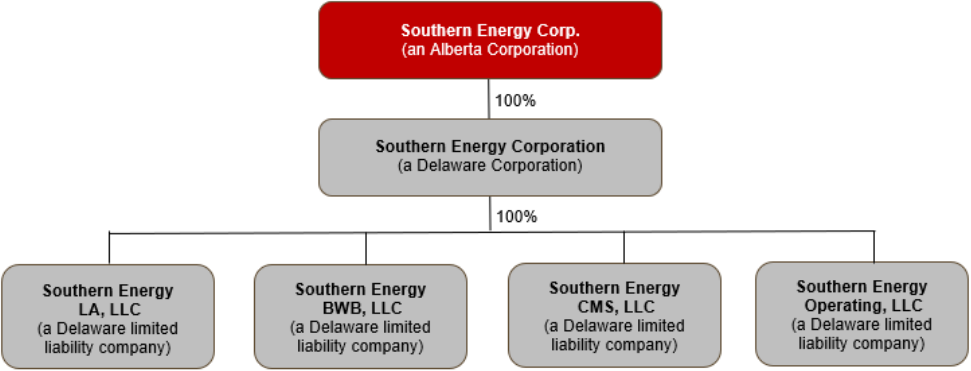 Southern Energy Corp.
(an Alberta Corporation)
100%
Southern Energy Corporation
(a Delaware Corporation)
100%
Southern Energy
LA, LLC
(a Delaware limited
liability company)
Southern Energy
BWB, LLC
(a Delaware limited
liability company)
Southern Energy
CMS, LLC
(a Delaware limited
liability company)
Southern Energy
Operating, LLC
(a Delaware limited
liability company)